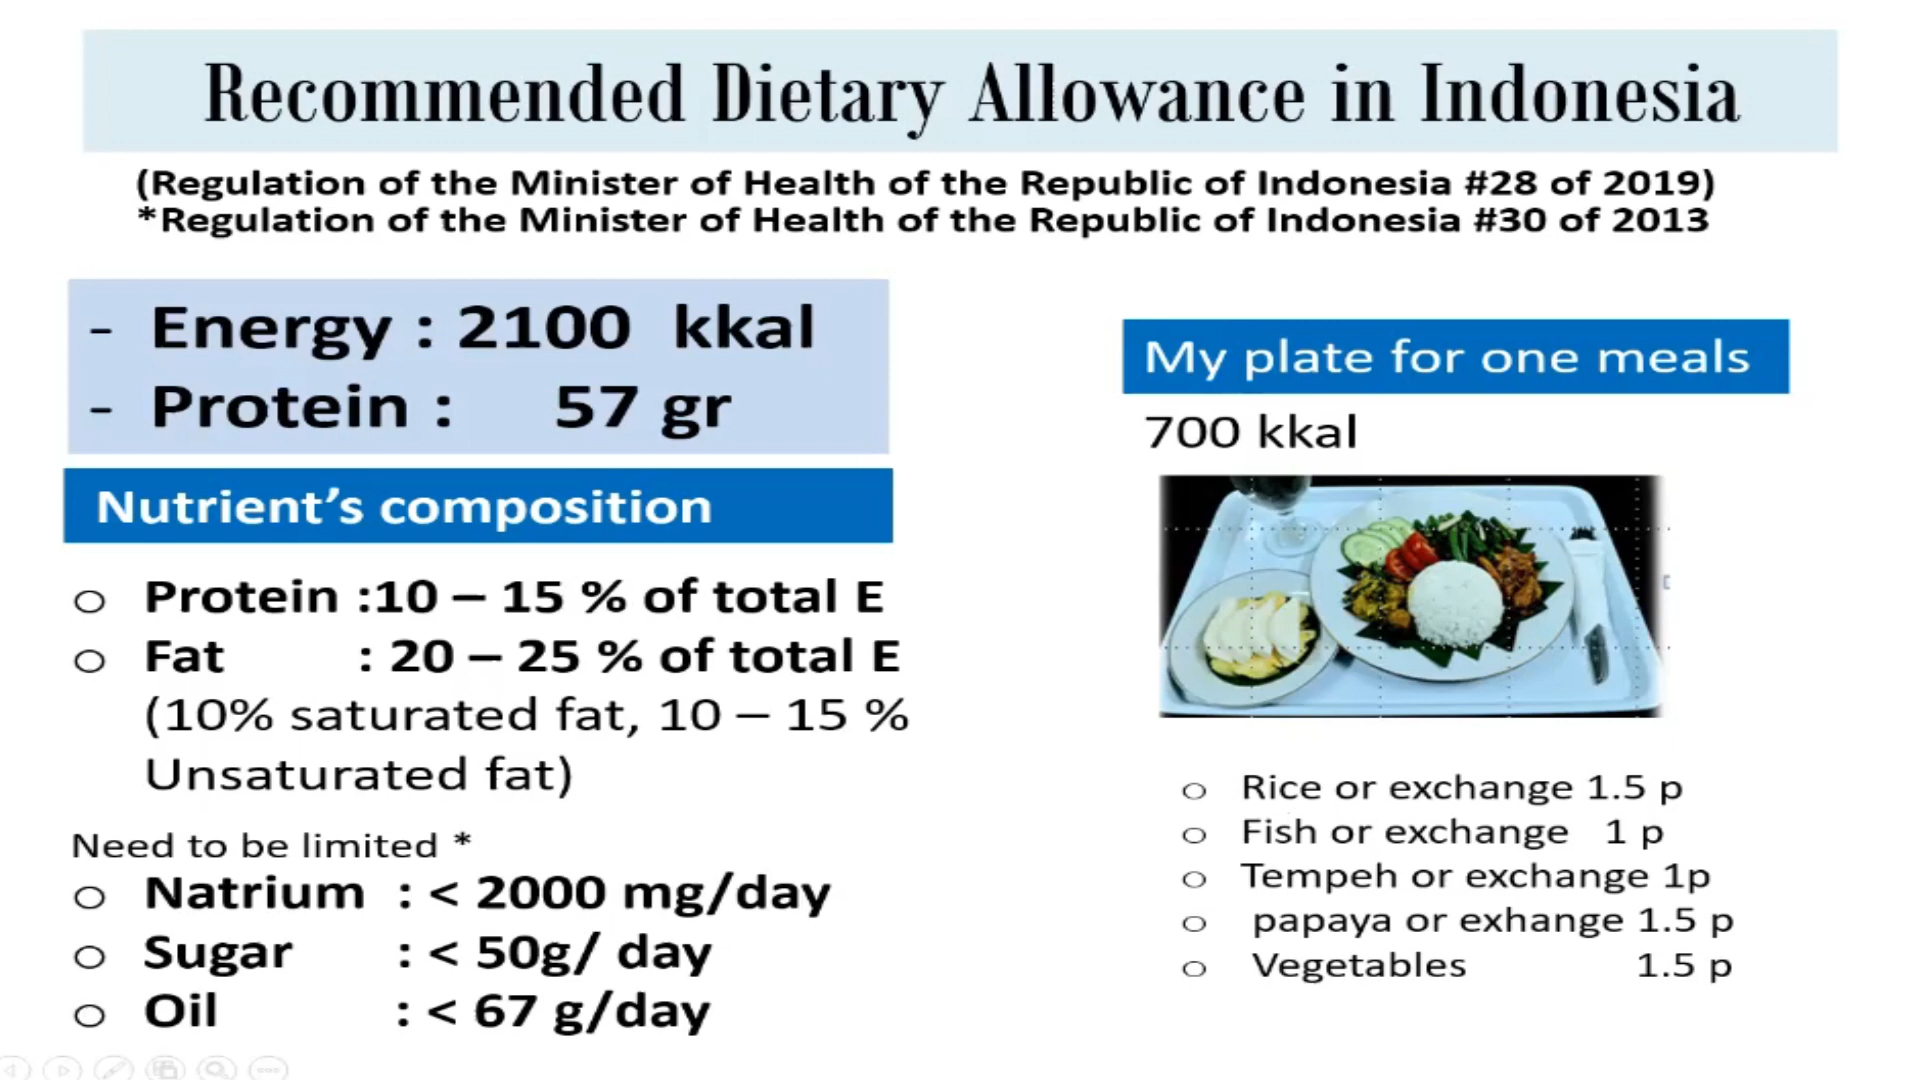 Recommended Dietary Allowance in Indonesia
(Regulation of the Minister of Health of the Republic of Indonesia #28 of 2019)
*Regulation of the Minister of Health of the Republic of Indonesia #30 of 2013
- Energy : 2100 kkal
- Protein : 57 gr
Nutrient’s composition
o Protein :10 – 15 % of total E
o Fat : 20 – 25 % of total E
(10% saturated fat, 10 – 15 %
Unsaturated fat)
Need to be limited *
o Natrium : < 2000 mg/day
o Sugar : < 50g/ day
o Oil : < 67 g/day
My plate for one meals
700 kkal
o Rice or exchange 1.5 p
o Fish or exchange 1 p
o Tempeh or exchange 1p
o papaya or exhange 1.5 p
o Vegetables 1.5 p